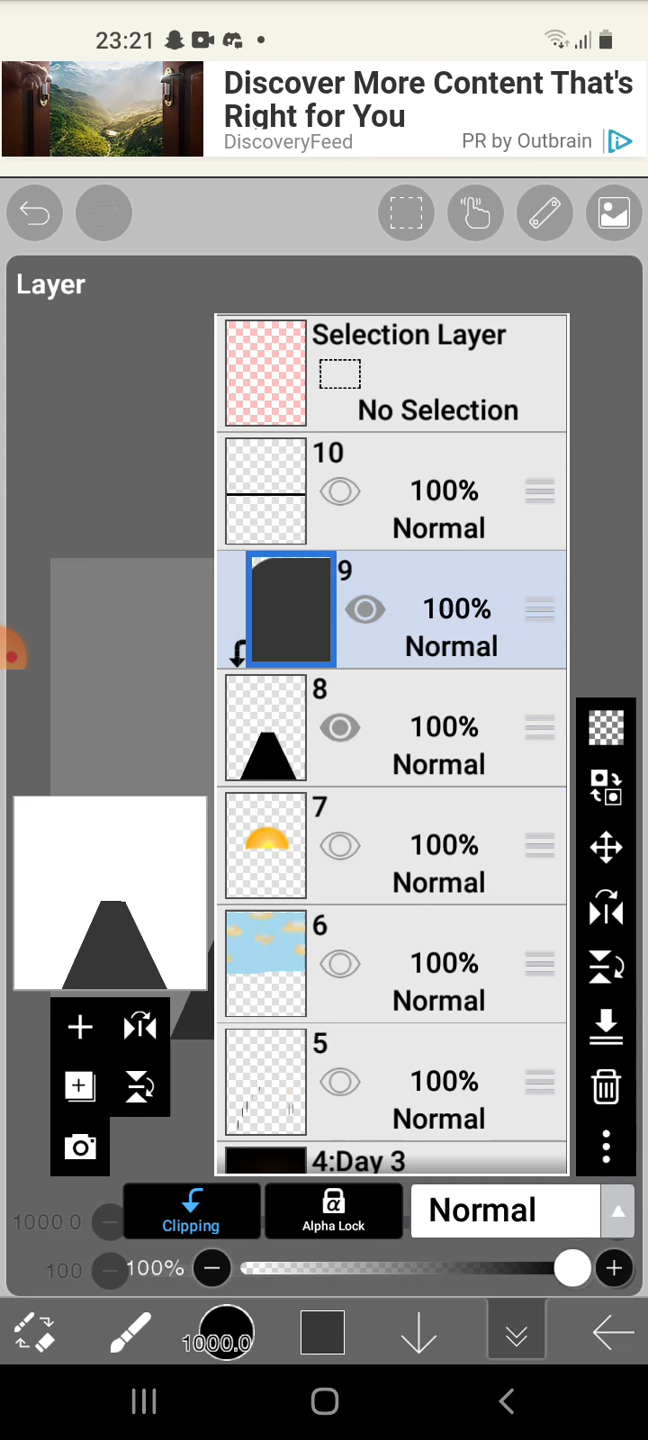 23:21
Discover More Content That's
Right for You
DiscoveryFeed
PR by Outbrain
Layer
Selection Layer
No Selection
10
100%
Normal
9
100%
Normal
8
100%
Normal
7
100%
Normal
6
100%
Normal
5
100%
Normal
4:Day 3
1000.0
Clipping
α
Alpha Lock
Normal
100
100%
1000.0